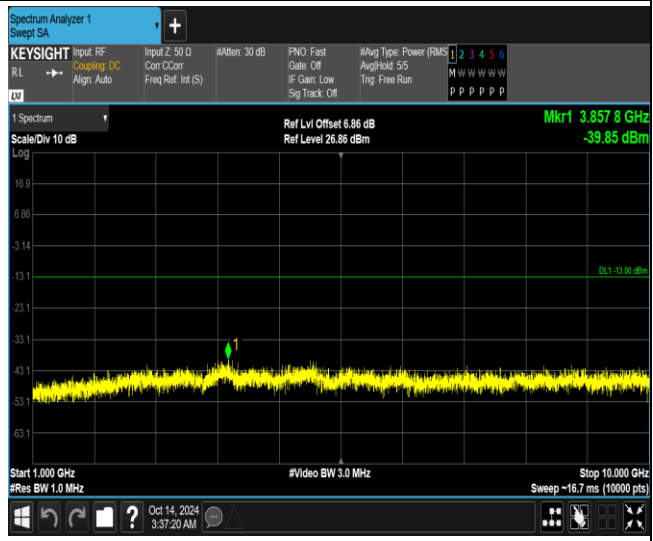 Spectrum Analyzer 1
Swept SA
+
KEYSIGHT
RL
LXI
Input: RF
Coupling: DC
Align: Auto
Input Z: 50 Ω
Corr CCorr
Freq Ref: Int (S)
#Atten: 30 dB
PNO: Fast
Gate: Off
IF Gain: Low
Sig Track: Off
#Avg Type: Power (RMS
Avg|Hold: 5/5
Trig: Free Run
1 2 3 4 5 6
M W W W W W
P P P P P P
1 Spectrum
Scale/Div 10 dB
Log
Ref Lvl Offset 6.86 dB
Ref Level 26.86 dBm
Mkr1 3.857 8 GHz
-39.85 dBm
16.9
6.86
-3.14
-13.1
DL1 -13.00 dBm
-23.1
-33.1
1
-43.1
-53.1
-63.1
Start 1.000 GHz
#Video BW 3.0 MHz
Stop 10.000 GHz
#Res BW 1.0 MHz
Sweep ~16.7 ms (10000 pts)
?
Oct 14, 2024
3:37:20 AM